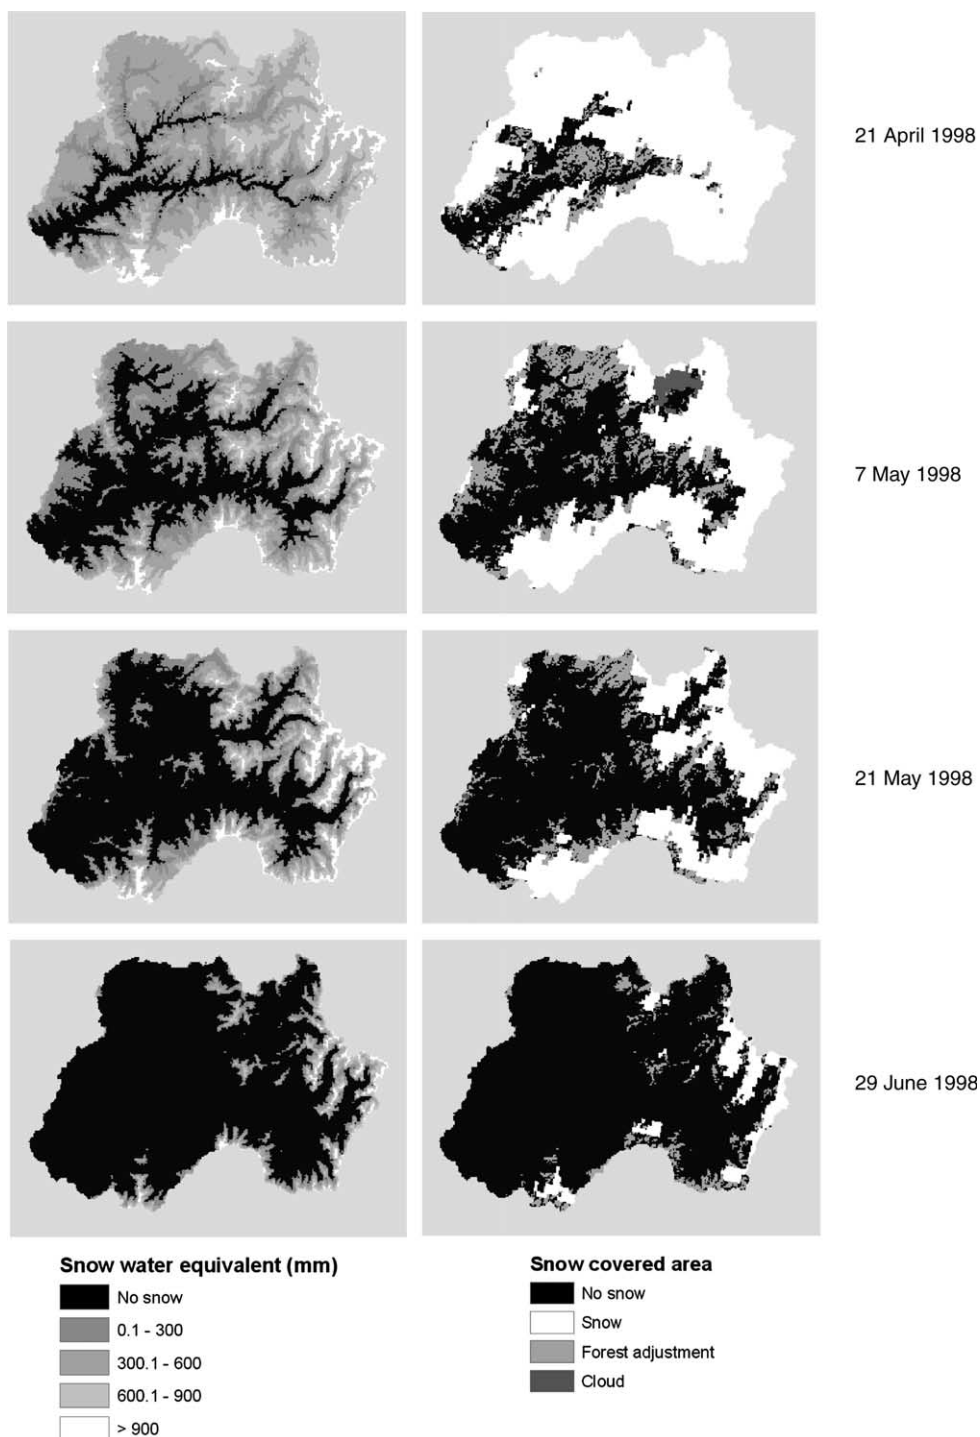 21 April 1998
7 May 1998
21 May 1998
29 June 1998
Snow water equivalent (mm)
No snow
0.1 - 300
300.1 - 600
600.1 - 900
> 900
Snow covered area
No snow
Snow
Forest adjustment
Cloud